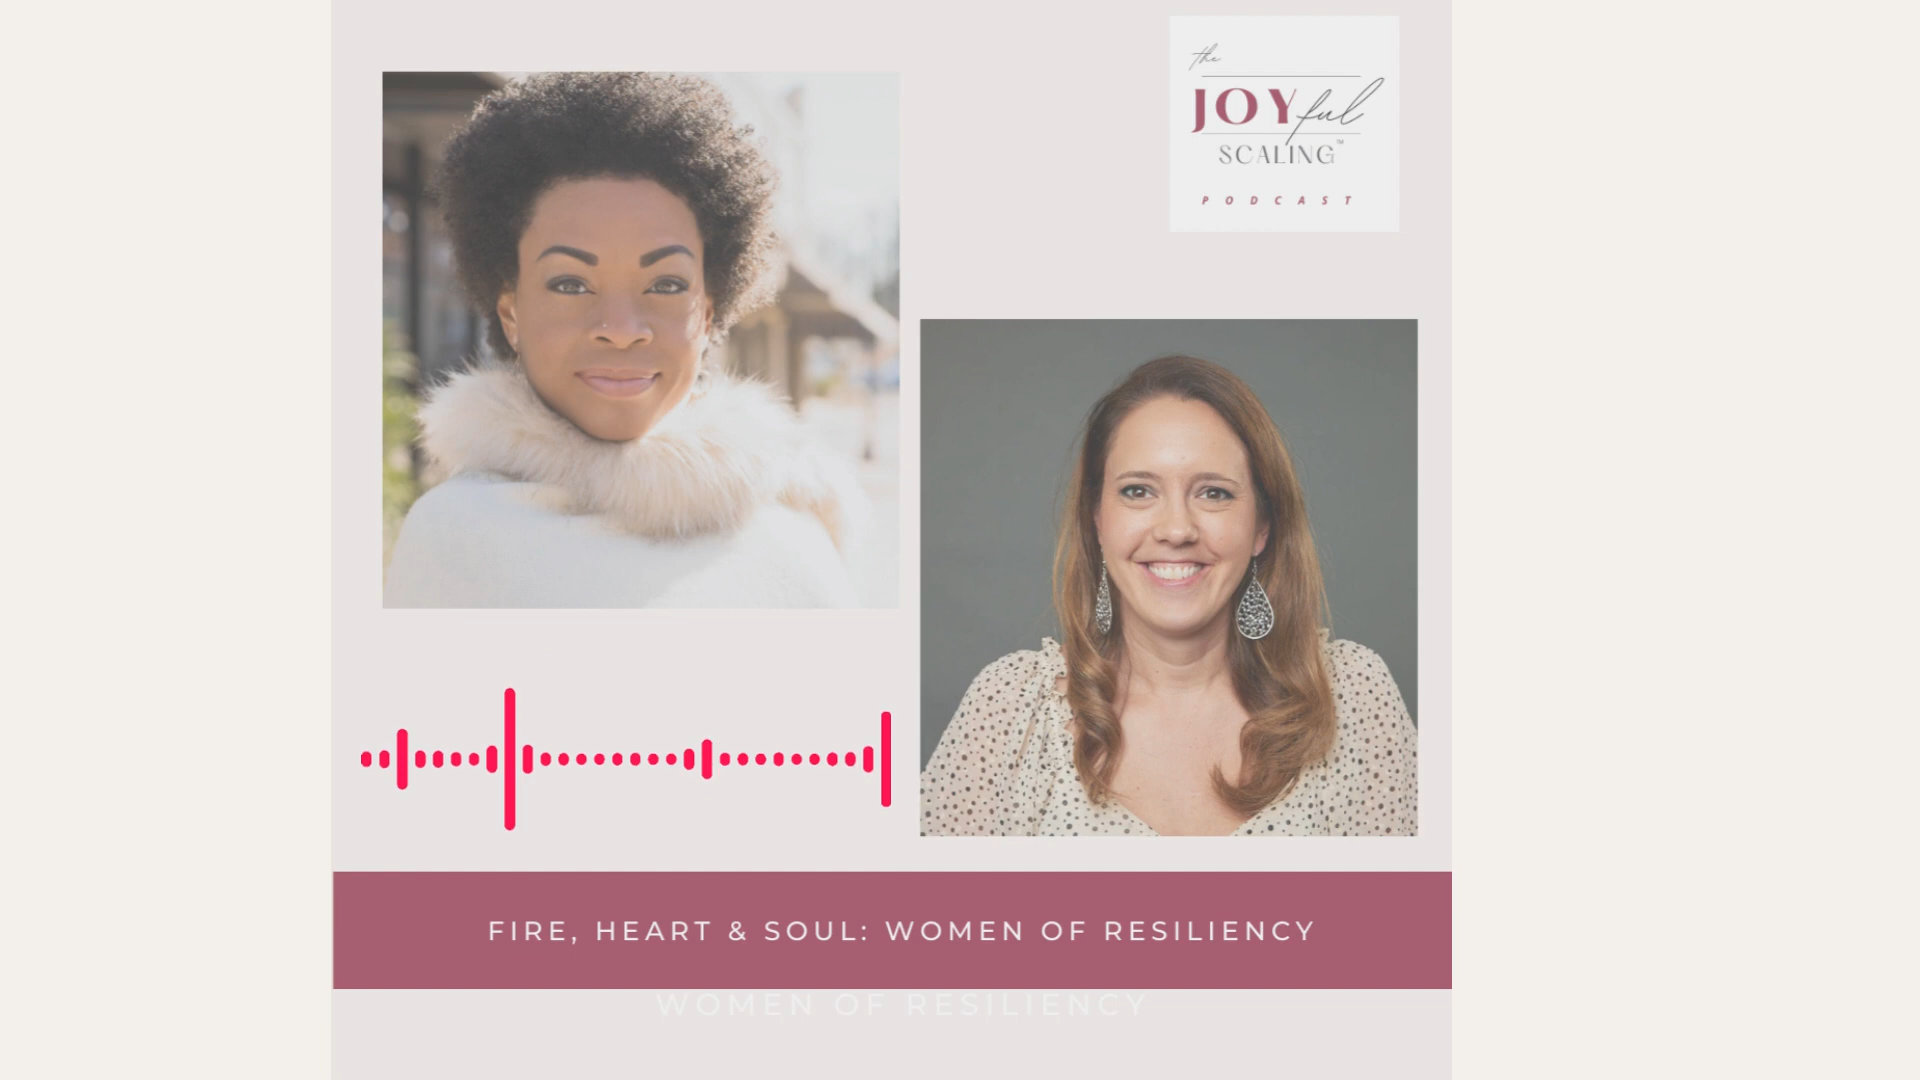 the
JOYful
SCALING™
PODCAST
FIRE, HEART & SOUL: WOMEN OF RESILIENCY
WOMEN OF RESILIENCY